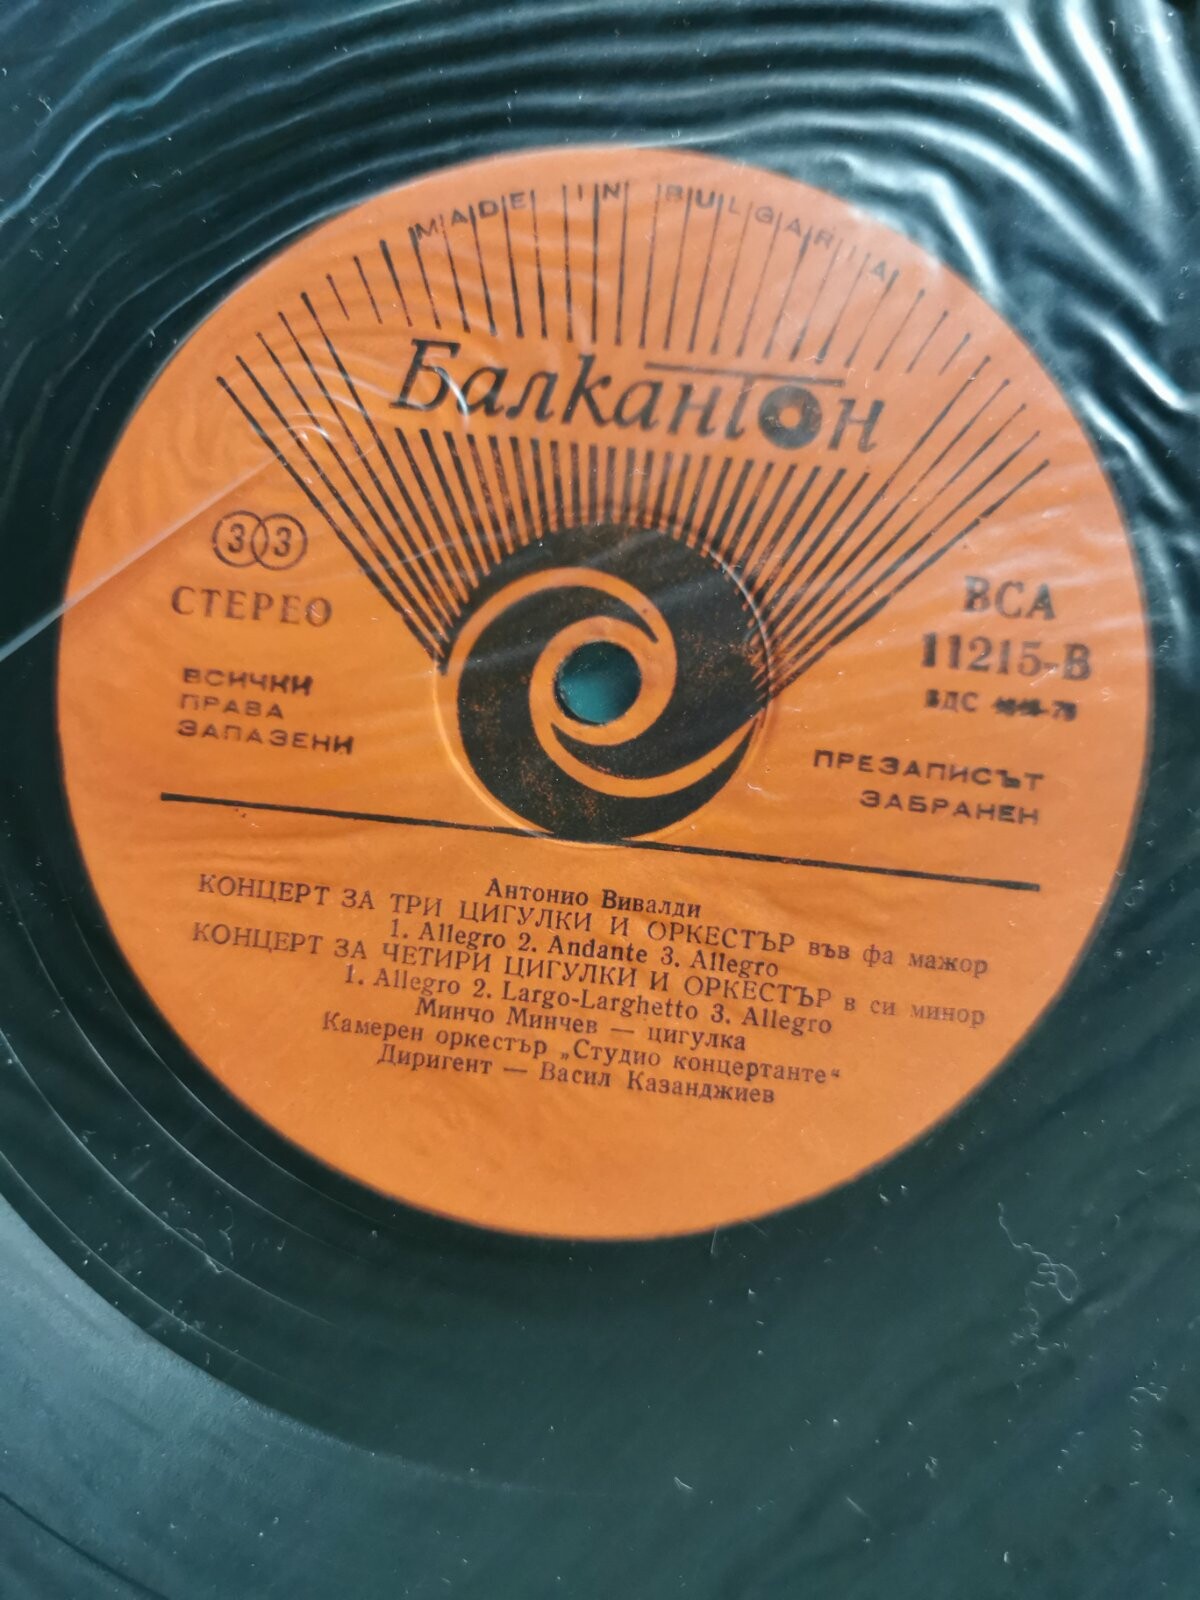 MADE IN BULGARIA
Балкантон
33
СТЕРЕО
ВСИЧКИ
ПРАВА
ЗАПАЗЕНИ
ВСА
11215-В
БДС
ПРЕЗАПИСЪТ
ЗАБРАНЕН
Антонио Вивалди
КОНЦЕРТ ЗА ТРИ ЦИГУЛКИ И ОРКЕСТЪР във фа мажор
1. Allegro 2. Andante 3. Allegro
КОНЦЕРТ ЗА ЧЕТИРИ ЦИГУЛКИ И ОРКЕСТЪР в си минор
1. Allegro 2. Largo-Larghetto 3. Allegro
Минчо Минчев — цигулка
Камерен оркестър „Студио концертанте“
Диригент — Васил Казанджиев